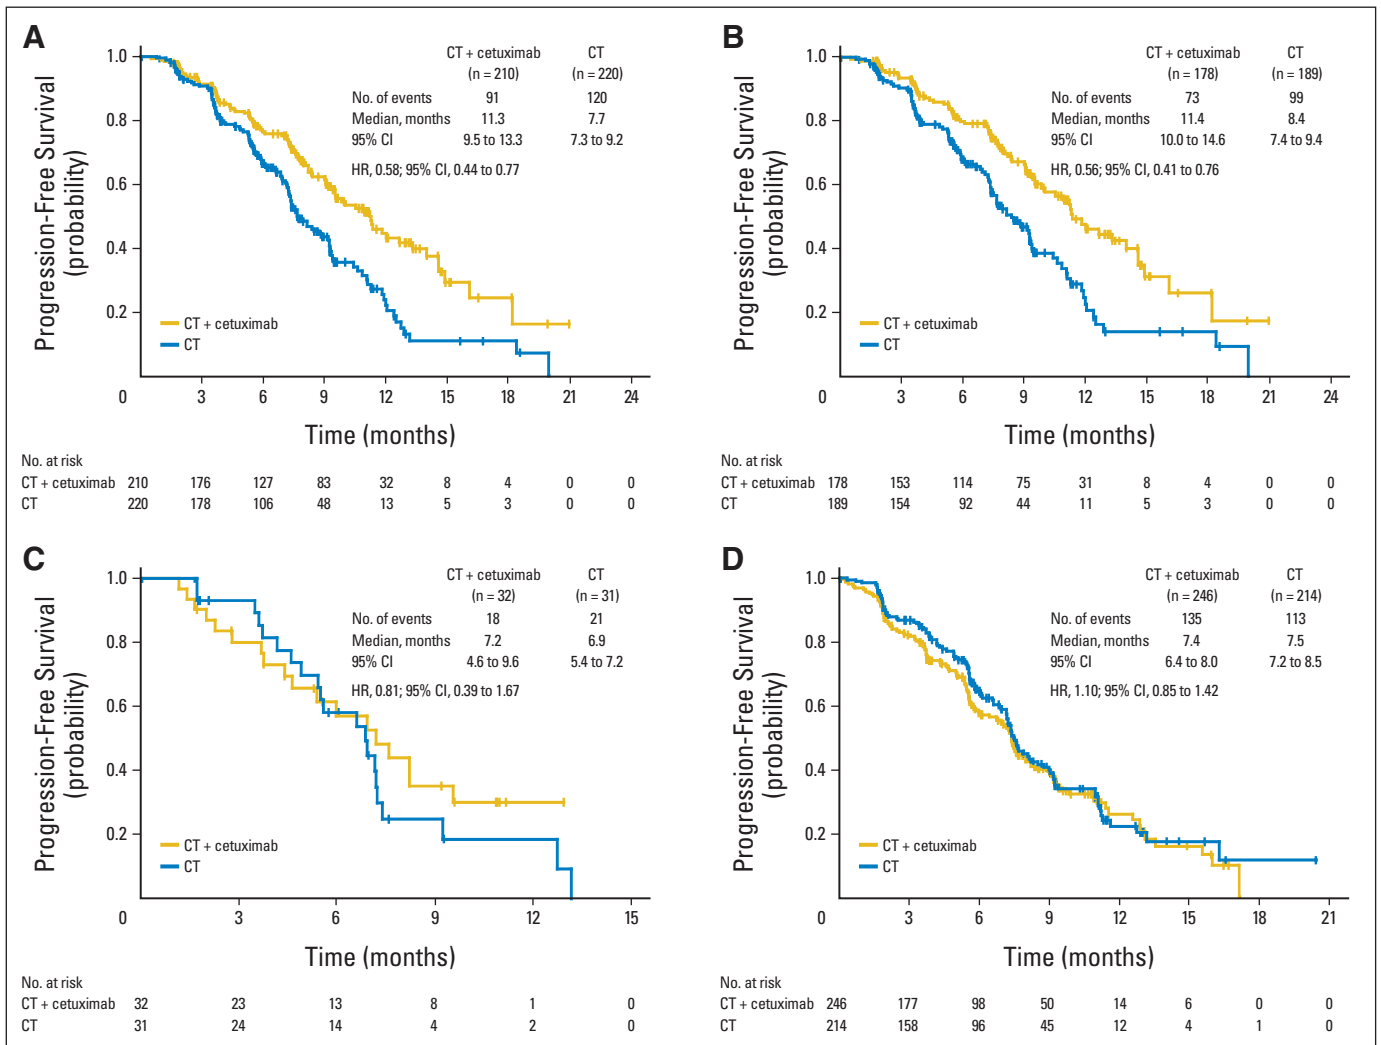 A
Progression-Free Survival
(probability)
1.0
0.8
0.6
0.4
0.2
CT + cetuximab CT
(n = 210) (n = 220)
No. of events 91 120
Median, months 11.3 7.7
95% CI 9.5 to 13.3 7.3 to 9.2
HR, 0.58; 95% CI, 0.44 to 0.77
CT + cetuximab
CT
0 3 6 9 12 15 18 21 24
Time (months)
No. at risk
CT + cetuximab 210 176 127 83 32 8 4 0 0
CT 220 178 106 48 13 5 3 0 0
B
Progression-Free Survival
(probability)
1.0
0.8
0.6
0.4
0.2
CT + cetuximab CT
(n = 178) (n = 189)
No. of events 73 99
Median, months 11.4 8.4
95% CI 10.0 to 14.6 7.4 to 9.4
HR, 0.56; 95% CI, 0.41 to 0.76
CT + cetuximab
CT
0 3 6 9 12 15 18 21 24
Time (months)
No. at risk
CT + cetuximab 178 153 114 75 31 8 4 0 0
CT 189 154 92 44 11 5 3 0 0
C
Progression-Free Survival
(probability)
1.0
0.8
0.6
0.4
0.2
CT + cetuximab CT
(n = 32) (n = 31)
No. of events 18 21
Median, months 7.2 6.9
95% CI 4.6 to 9.6 5.4 to 7.2
HR, 0.81; 95% CI, 0.39 to 1.67
CT + cetuximab
CT
0 3 6 9 12 15
Time (months)
No. at risk
CT + cetuximab 32 23 13 8 1 0
CT 31 24 14 4 2 0
D
Progression-Free Survival
(probability)
1.0
0.8
0.6
0.4
0.2
CT + cetuximab CT
(n = 246) (n = 214)
No. of events 135 113
Median, months 7.4 7.5
95% CI 6.4 to 8.0 7.2 to 8.5
HR, 1.10; 95% CI, 0.85 to 1.42
CT + cetuximab
CT
0 3 6 9 12 15 18 21
Time (months)
No. at risk
CT + cetuximab 246 177 98 50 14 6 0 0
CT 214 158 96 45 12 4 1 0